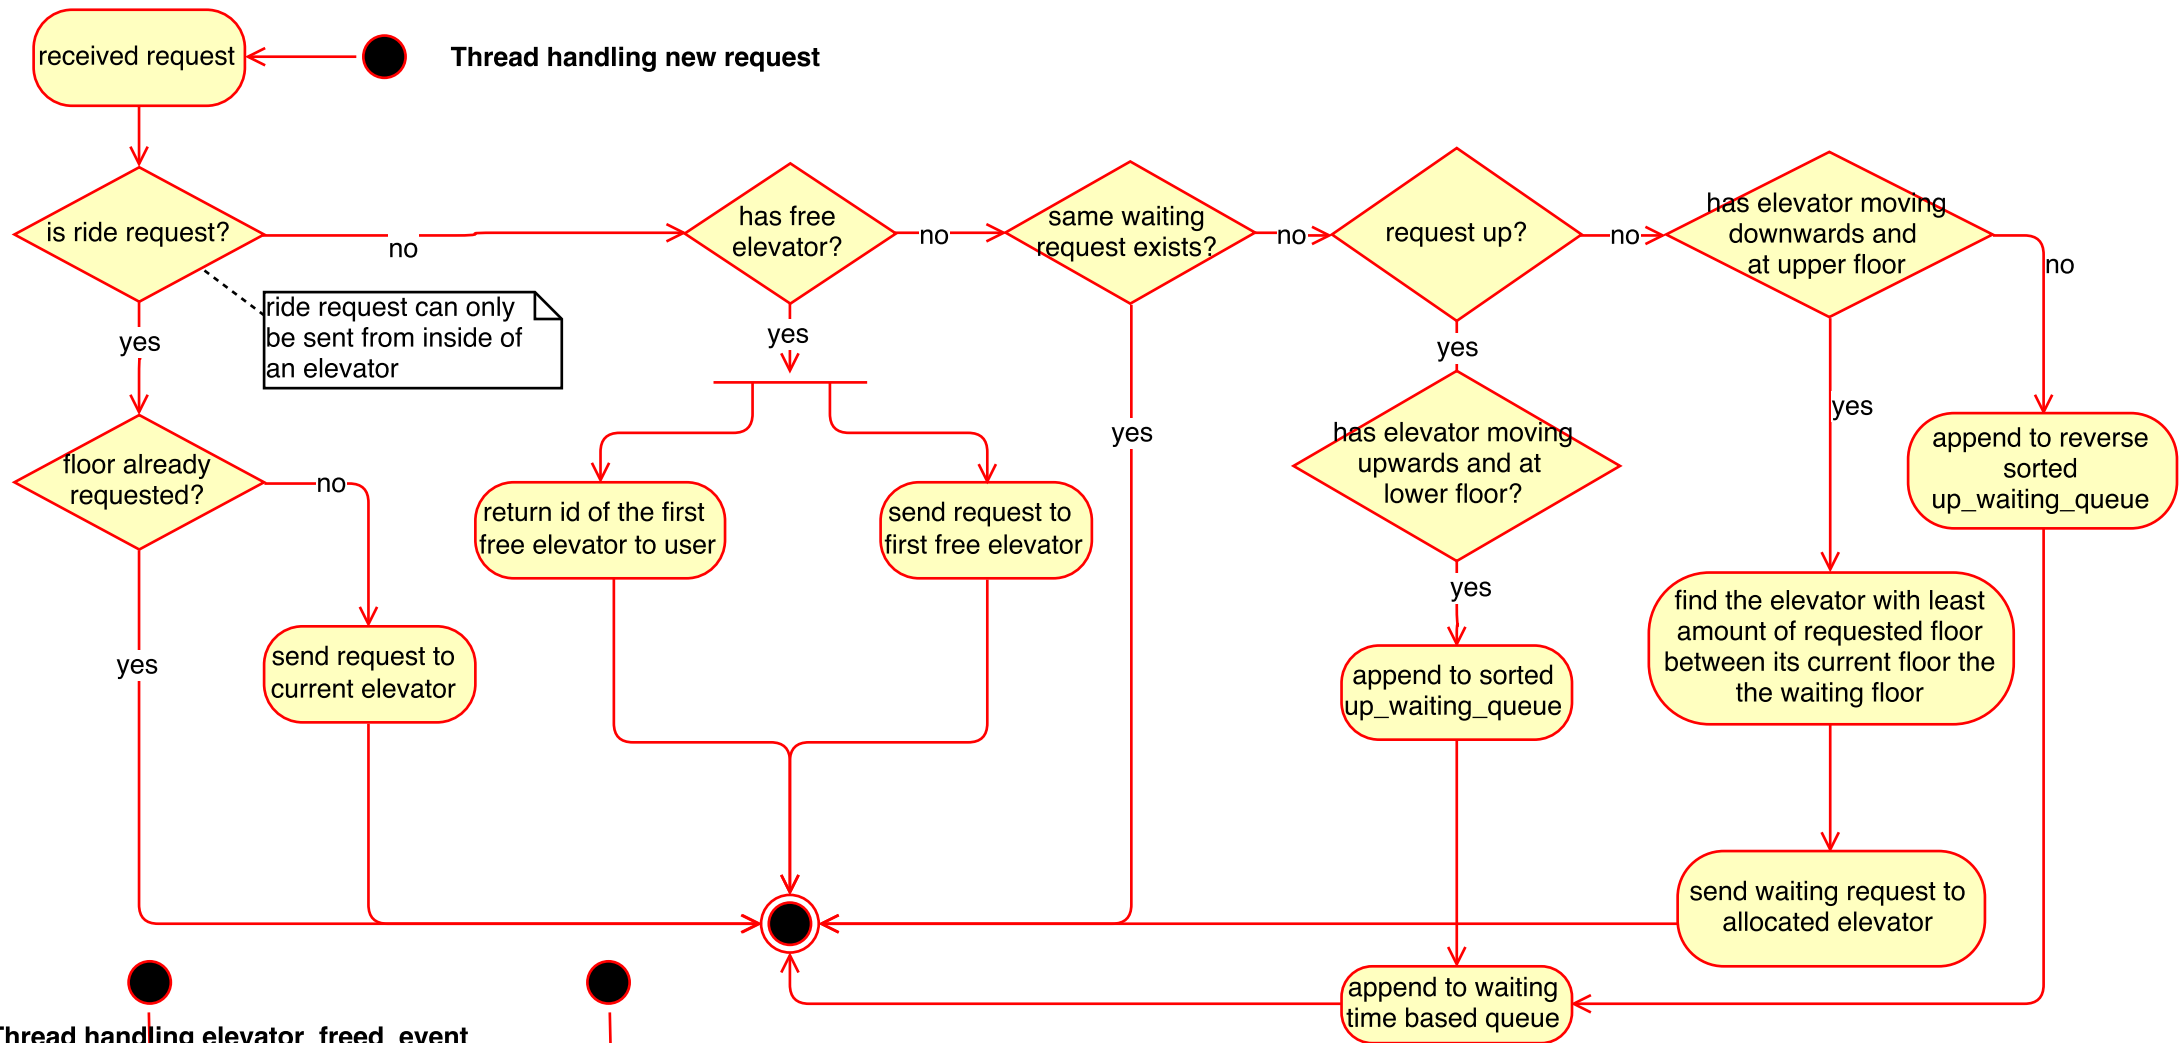 received request
Thread handling new request
is ride request?
no
has free
elevator?
no
same waiting
request exists?
no
request up?
no
has elevator moving
downwards and
at upper floor
no
ride request can only
be sent from inside of
an elevator
yes
yes
yes
yes
yes
floor already
requested?
no
has elevator moving
upwards and at
lower floor?
append to reverse
sorted
up_waiting_queue
return id of the first
free elevator to user
send request to
first free elevator
yes
find the elevator with least
amount of requested floor
between its current floor the
the waiting floor
yes
send request to
current elevator
append to sorted
up_waiting_queue
send waiting request to
allocated elevator
append to waiting
time based queue
Thread handling elevator_freed_event